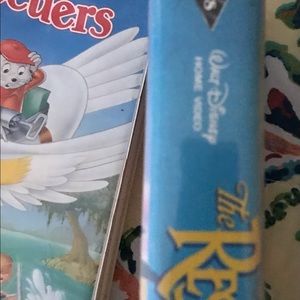 cuers
WALT DISNEY
HOME VIDEO
The
RE